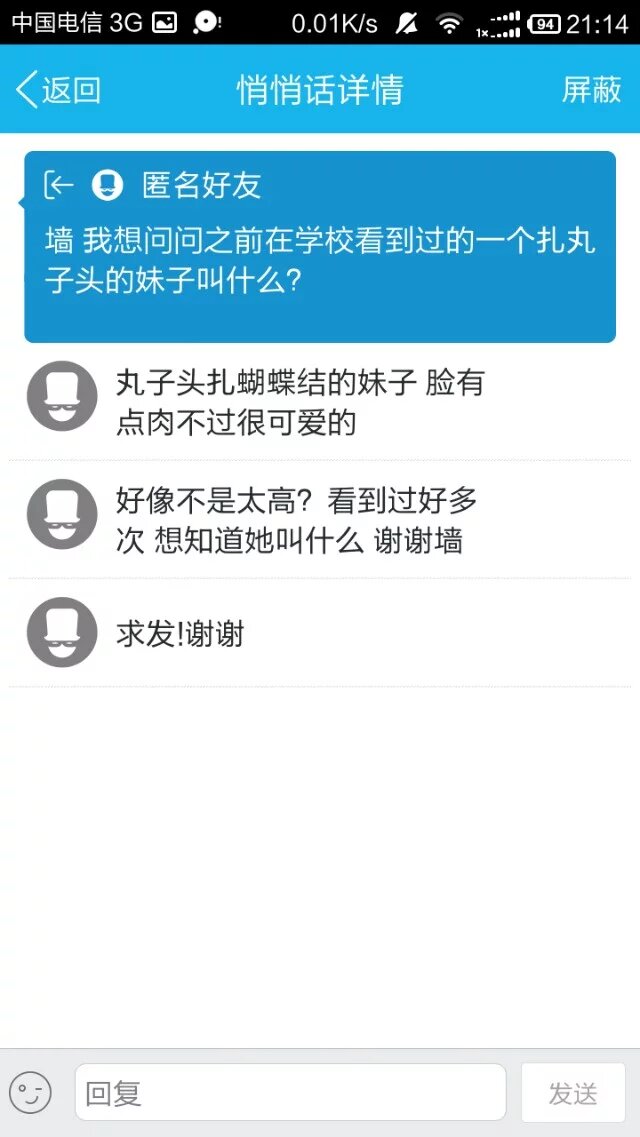 中国电信 3G
0.01K/s
1×
94
21:14
返回
悄悄话详情
屏蔽
匿名好友
墙 我想问问之前在学校看到过的一个扎丸
子头的妹子叫什么?
丸子头扎蝴蝶结的妹子 脸有
点肉不过很可爱的
好像不是太高？看到过好多
次 想知道她叫什么 谢谢墙
求发!谢谢
回复
发送